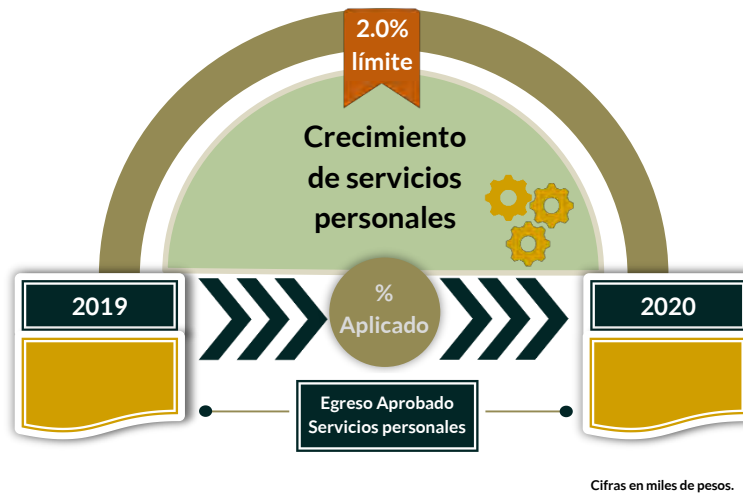 2.0%
límite
Crecimiento
de servicios
personales
%
Aplicado
2019
2020
Egreso Aprobado
Servicios personales
Cifras en miles de pesos.